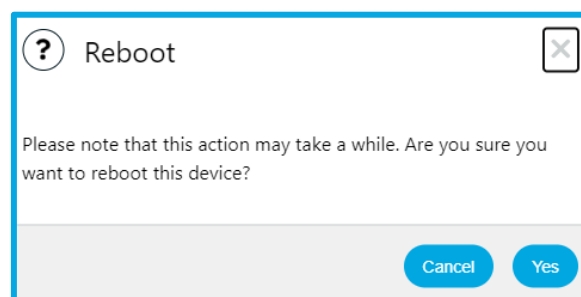 ? Reboot
Please note that this action may take a while. Are you sure you
want to reboot this device?
Cancel Yes